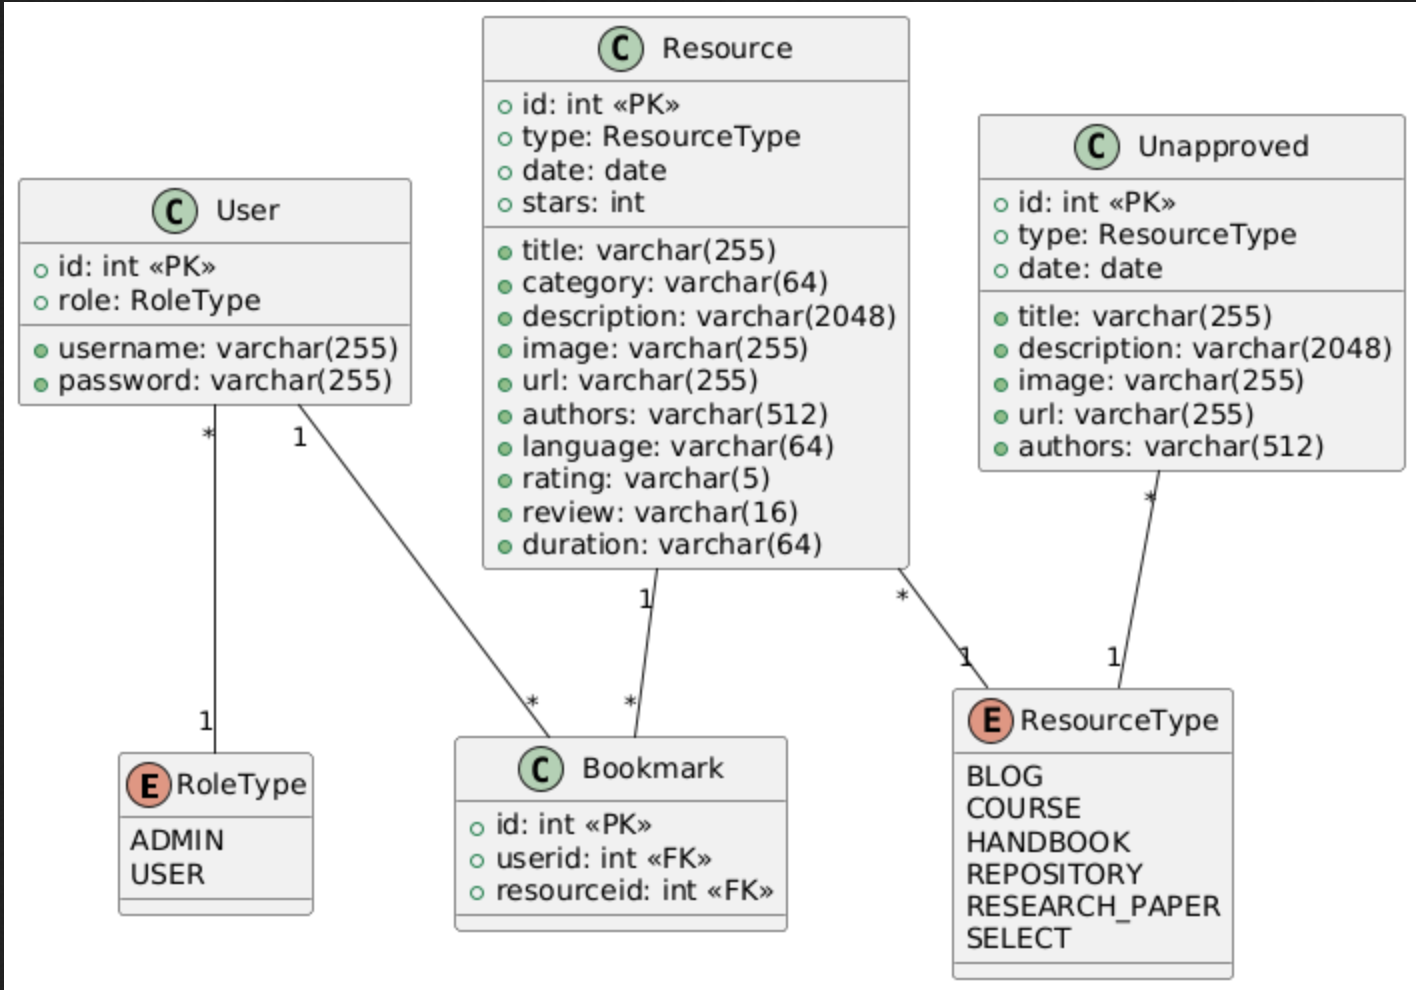 C Resource
id: int «PK»
type: ResourceType
date: date
stars: int
title: varchar(255)
category: varchar(64)
description: varchar(2048)
image: varchar(255)
url: varchar(255)
authors: varchar(512)
language: varchar(64)
rating: varchar(5)
review: varchar(16)
duration: varchar(64)
C Unapproved
id: int «PK»
type: ResourceType
date: date
title: varchar(255)
description: varchar(2048)
image: varchar(255)
url: varchar(255)
authors: varchar(512)
C User
id: int «PK»
role: RoleType
username: varchar(255)
password: varchar(255)
*
1
1
*
1
*
*
1
*
1
E RoleType
ADMIN
USER
C Bookmark
id: int «PK»
userid: int «FK»
resourceid: int «FK»
E ResourceType
BLOG
COURSE
HANDBOOK
REPOSITORY
RESEARCH_PAPER
SELECT